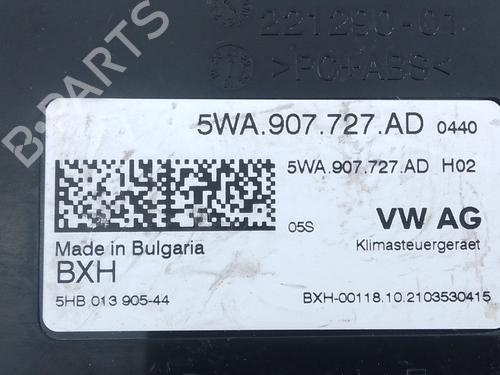 221290-01
>PC+ABS<
B-PARTS
5WA.907.727.AD 0440
5WA.907.727.AD H02
05S VW AG
Made in Bulgaria Klimasteuergeraet
BXH
5HB 013 905-44 BXH-00118.10.2103530415